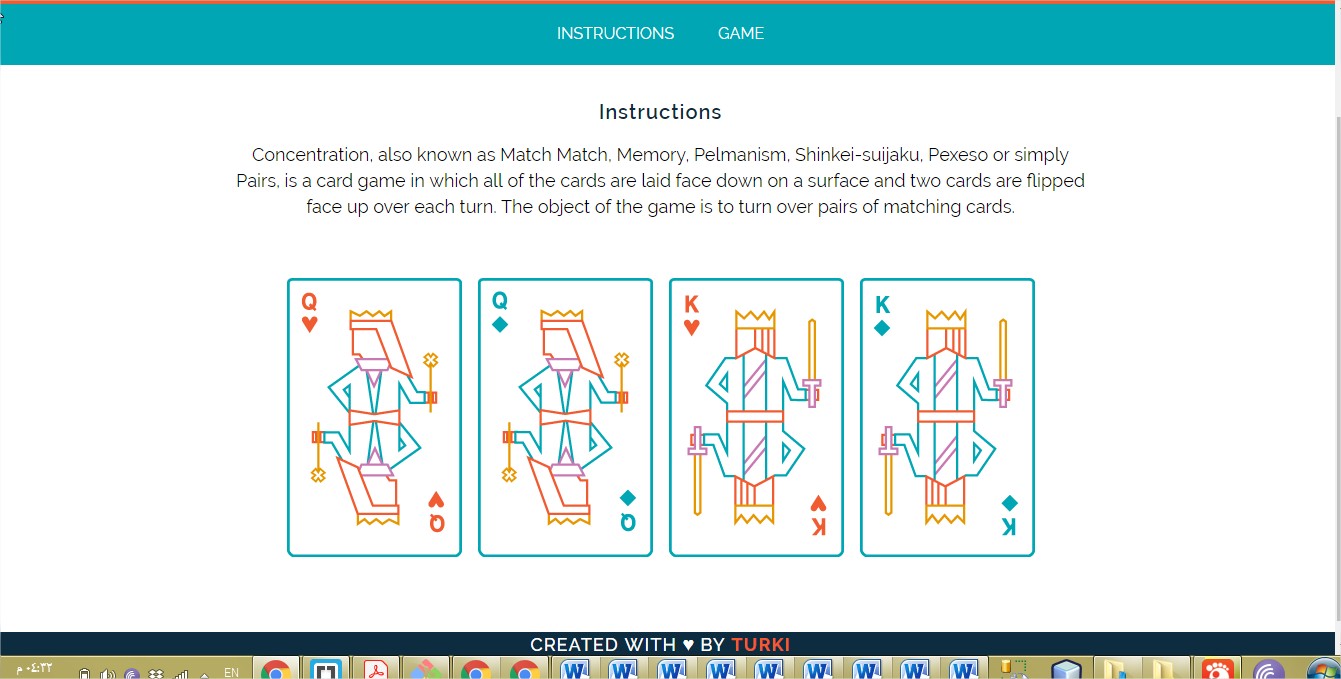 INSTRUCTIONS GAME
Instructions
Concentration, also known as Match Match, Memory, Pelmanism, Shinkei-suijaku, Pexeso or simply
Pairs, is a card game in which all of the cards are laid face down on a surface and two cards are flipped
face up over each turn. The object of the game is to turn over pairs of matching cards.
Q Q K K
Q Q K K
CREATED WITH ♥ BY TURKI
٠٤:٣٢ م EN W W W W W W W W W